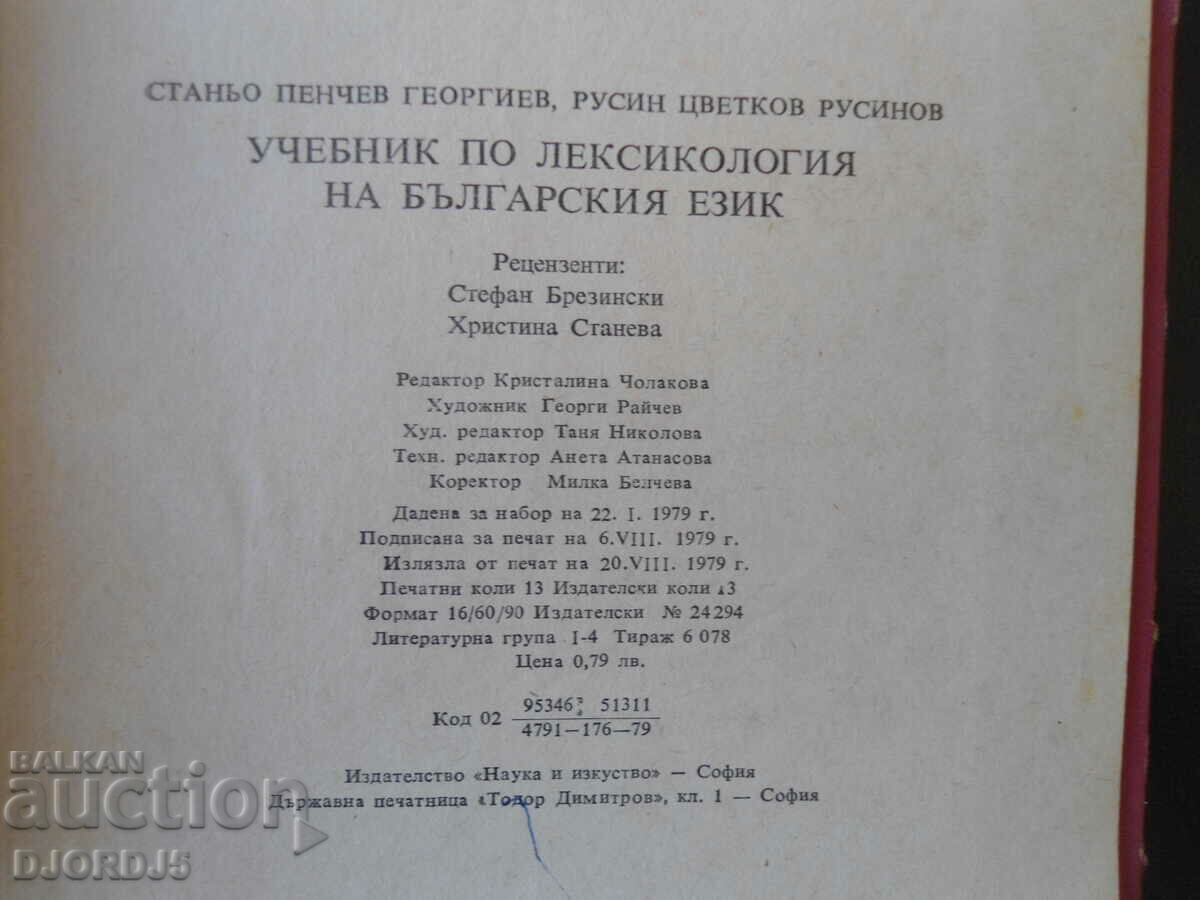 СТАНЬО ПЕНЧЕВ ГЕОРГИЕВ, РУСИН ЦВЕТКОВ РУСИНОВ
УЧЕБНИК ПО ЛЕКСИКОЛОГИЯ
НА БЪЛГАРСКИЯ ЕЗИК
Рецензенти:
Стефан Брезински
Христина Станева
Редактор Кристалина Чолакова
Художник Георги Райчев
Худ. редактор Таня Николова
Техн. редактор Анета Атанасова
Коректор Милка Белчева
Дадена за набор на 22. I. 1979 г.
Подписана за печат на 6.VIII. 1979 г.
Излязла от печат на 20.VIII. 1979 г.
Печатни коли 13 Издателски коли 13
Формат 16/60/90 Издателски № 24294
Литературна група I-4 Тираж 6 078
Цена 0,79 лв.
Код 02 95346 51311
4791—176—79
Издателство «Наука и изкуство» — София
Държавна печатница «Тодор Димитров», кл. 1 — София
BALKAN
auction
DJORDJ5